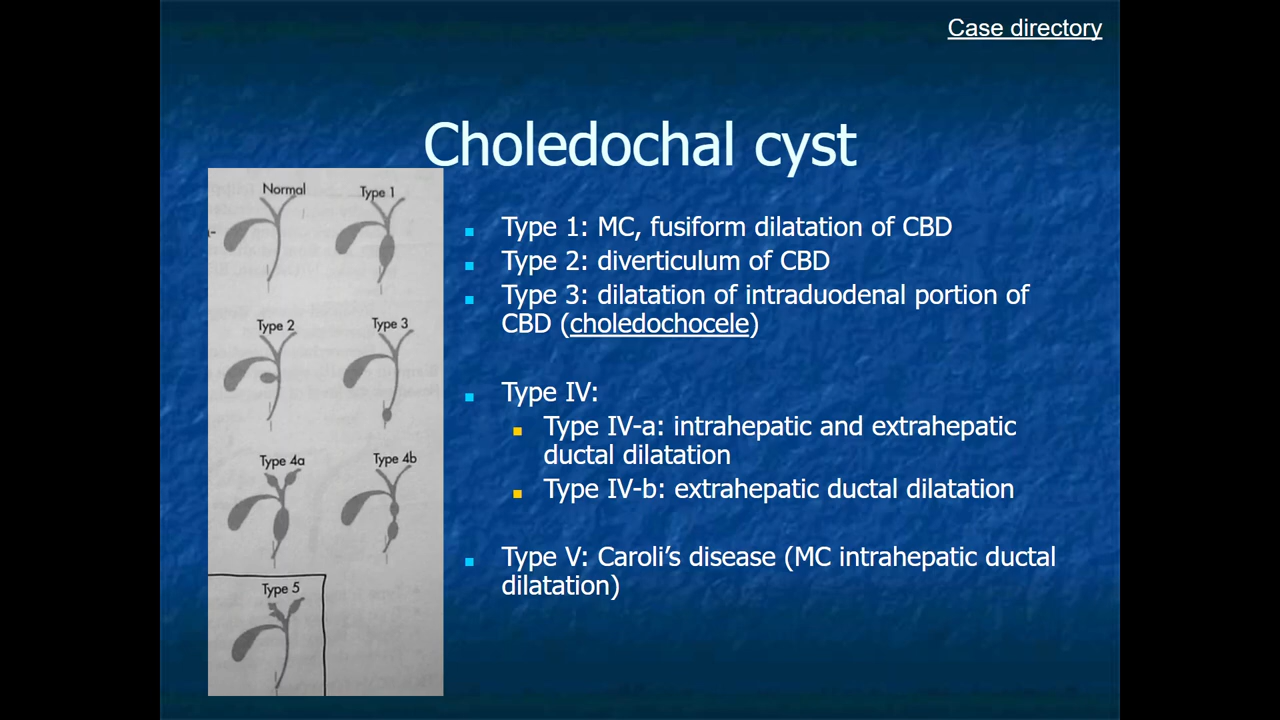 Case directory
Choledochal cyst
Normal
Type 1
Type 2
Type 3
Type 4a
Type 4b
Type 5
Type 1: MC, fusiform dilatation of CBD
Type 2: diverticulum of CBD
Type 3: dilatation of intraduodenal portion of
CBD (choledochocele)
Type IV:
Type IV-a: intrahepatic and extrahepatic
ductal dilatation
Type IV-b: extrahepatic ductal dilatation
Type V: Caroli’s disease (MC intrahepatic ductal
dilatation)